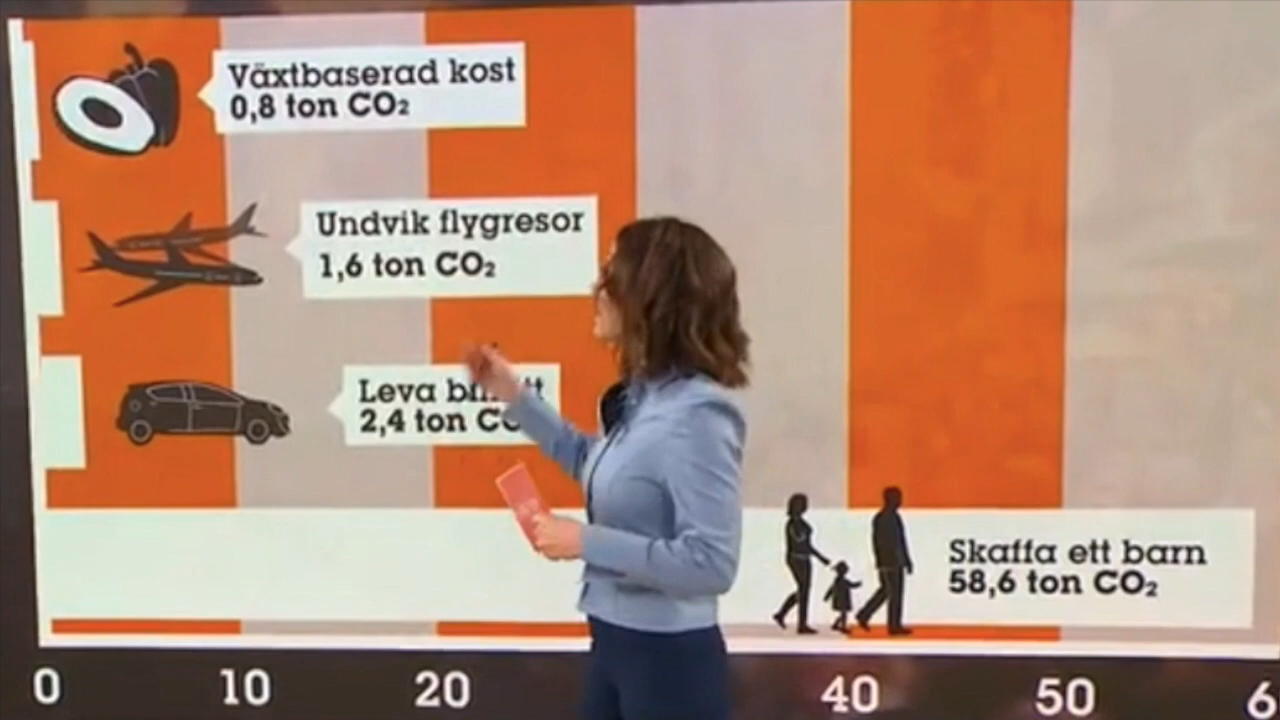 Växtbaserad kost
0,8 ton CO₂
Undvik flygresor
1,6 ton CO₂
Leva
2,4 ton
Skaffa ett barn
58,6 ton CO₂
0 10 20 40 50